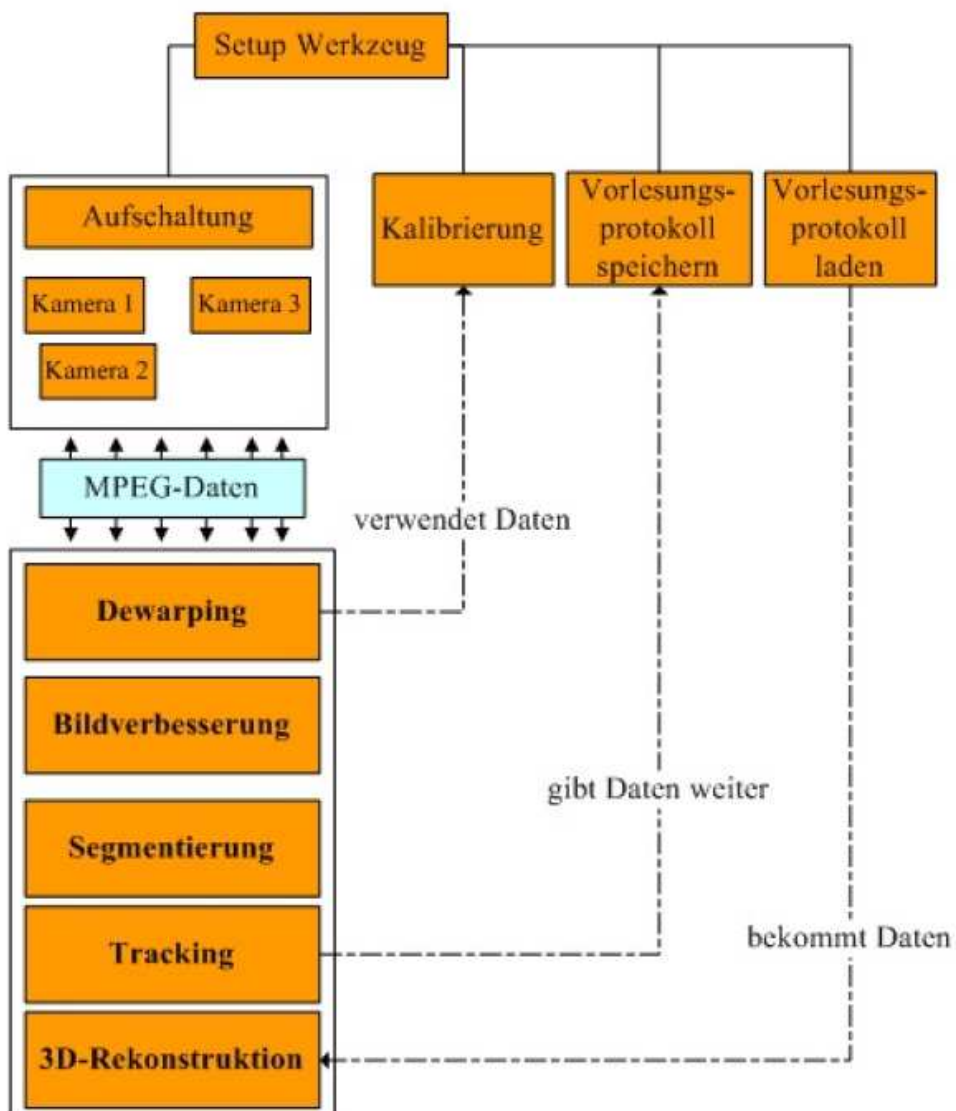 Setup Werkzeug
Aufschaltung
Kamera 1
Kamera 3
Kamera 2
Kalibrierung
Vorlesungs-
protokoll
speichern
Vorlesungs-
protokoll
laden
MPEG-Daten
verwendet Daten
Dewarping
Bildverbesserung
gibt Daten weiter
Segmentierung
Tracking
bekommt Daten
3D-Rekonstruktion